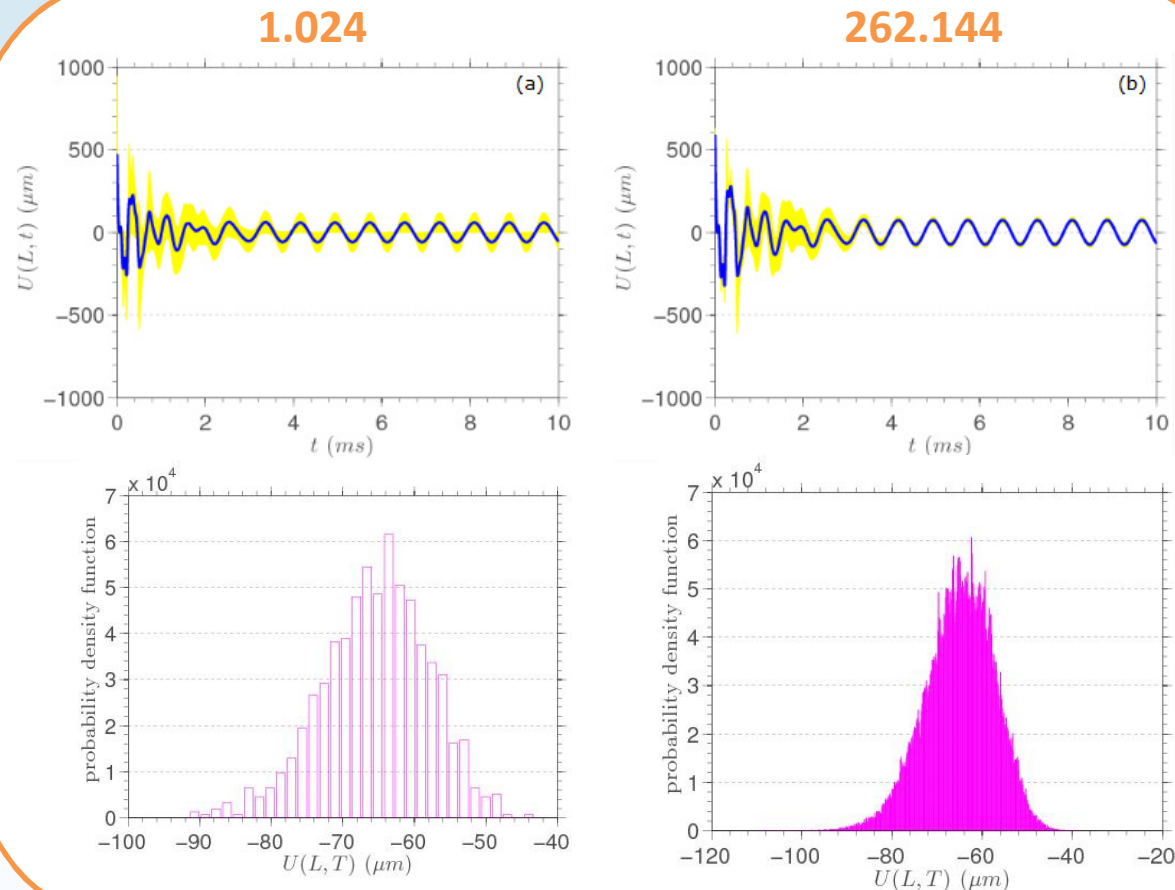 1.024
262.144
1000
500
0
−500
−1000
U(L, t) (μm)
(a)
0 2 4 6 8 10
t (ms)
1000
500
0
−500
−1000
U(L, t) (μm)
(b)
0 2 4 6 8 10
t (ms)
x 10⁴
7
6
5
4
3
2
1
0
probability density function
−100 −90 −80 −70 −60 −50 −40
U(L, T) (μm)
x 10⁴
7
6
5
4
3
2
1
0
probability density function
−120 −100 −80 −60 −40 −20
U(L, T) (μm)